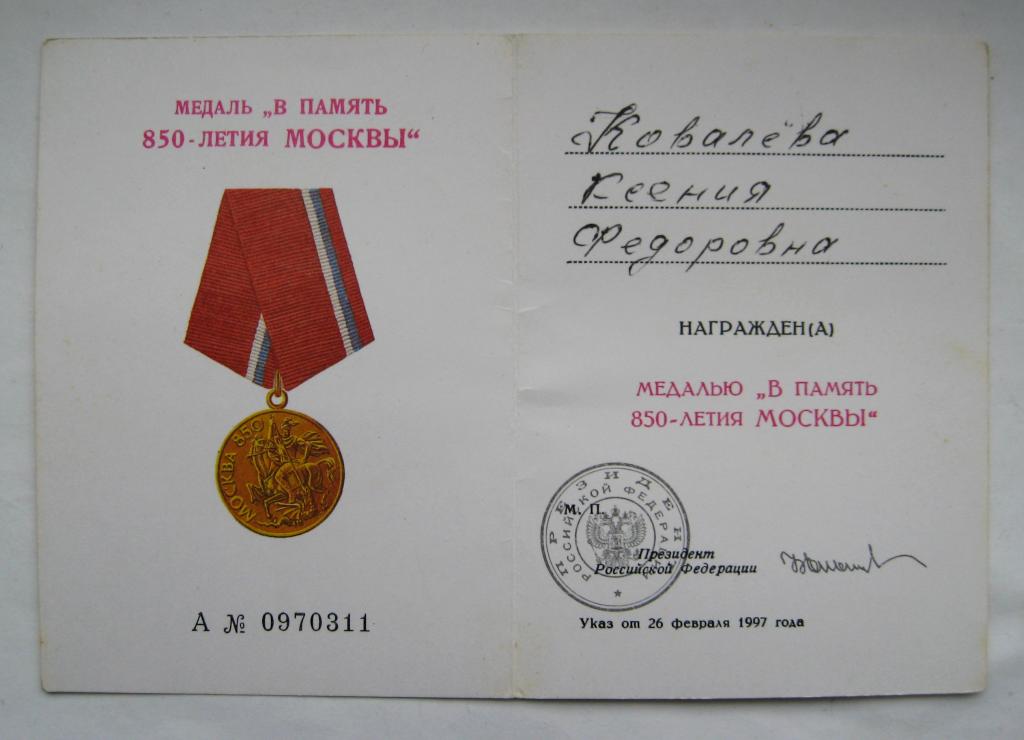 МЕДАЛЬ „В ПАМЯТЬ
850-ЛЕТИЯ МОСКВЫ“
МОСКВА 850
А № 0970311
Ковалёва
Ксения
Федоровна
НАГРАЖДЕН(А)
МЕДАЛЬЮ „В ПАМЯТЬ
850-ЛЕТИЯ МОСКВЫ“
ПРЕЗИДЕНТ
РОССИЙСКОЙ ФЕДЕРАЦИИ
М. П.
Президент
Российской Федерации
Указ от 26 февраля 1997 года